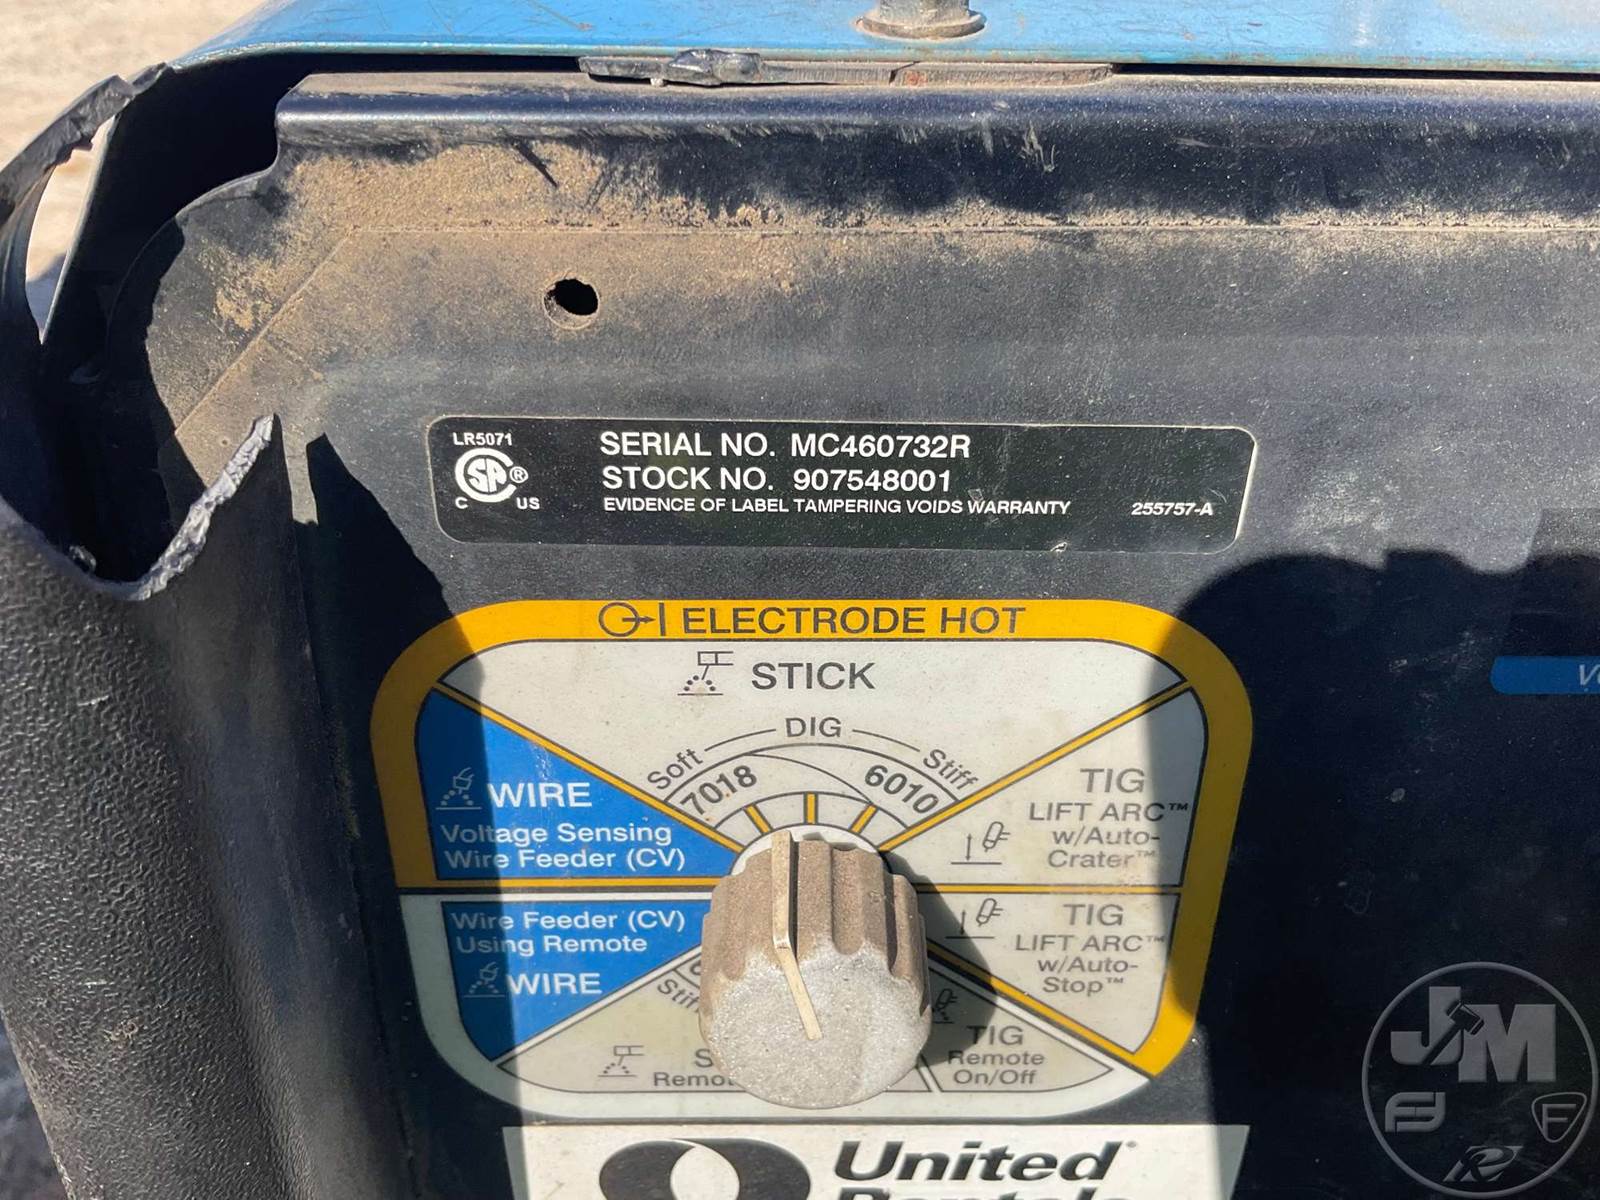 LR5071
SERIAL NO. MC460732R
STOCK NO. 907548001
EVIDENCE OF LABEL TAMPERING VOIDS WARRANTY 255757-A
C US
ELECTRODE HOT
STICK
DIG
Soft Stiff
7018 6010
WIRE
Voltage Sensing
Wire Feeder (CV)
TIG
LIFT ARC™
w/Auto-
Crater™
Wire Feeder (CV)
Using Remote
WIRE
TIG
LIFT ARC™
w/Auto-
Stop™
TIG
Remote
On/Off
United
Rentals
JM